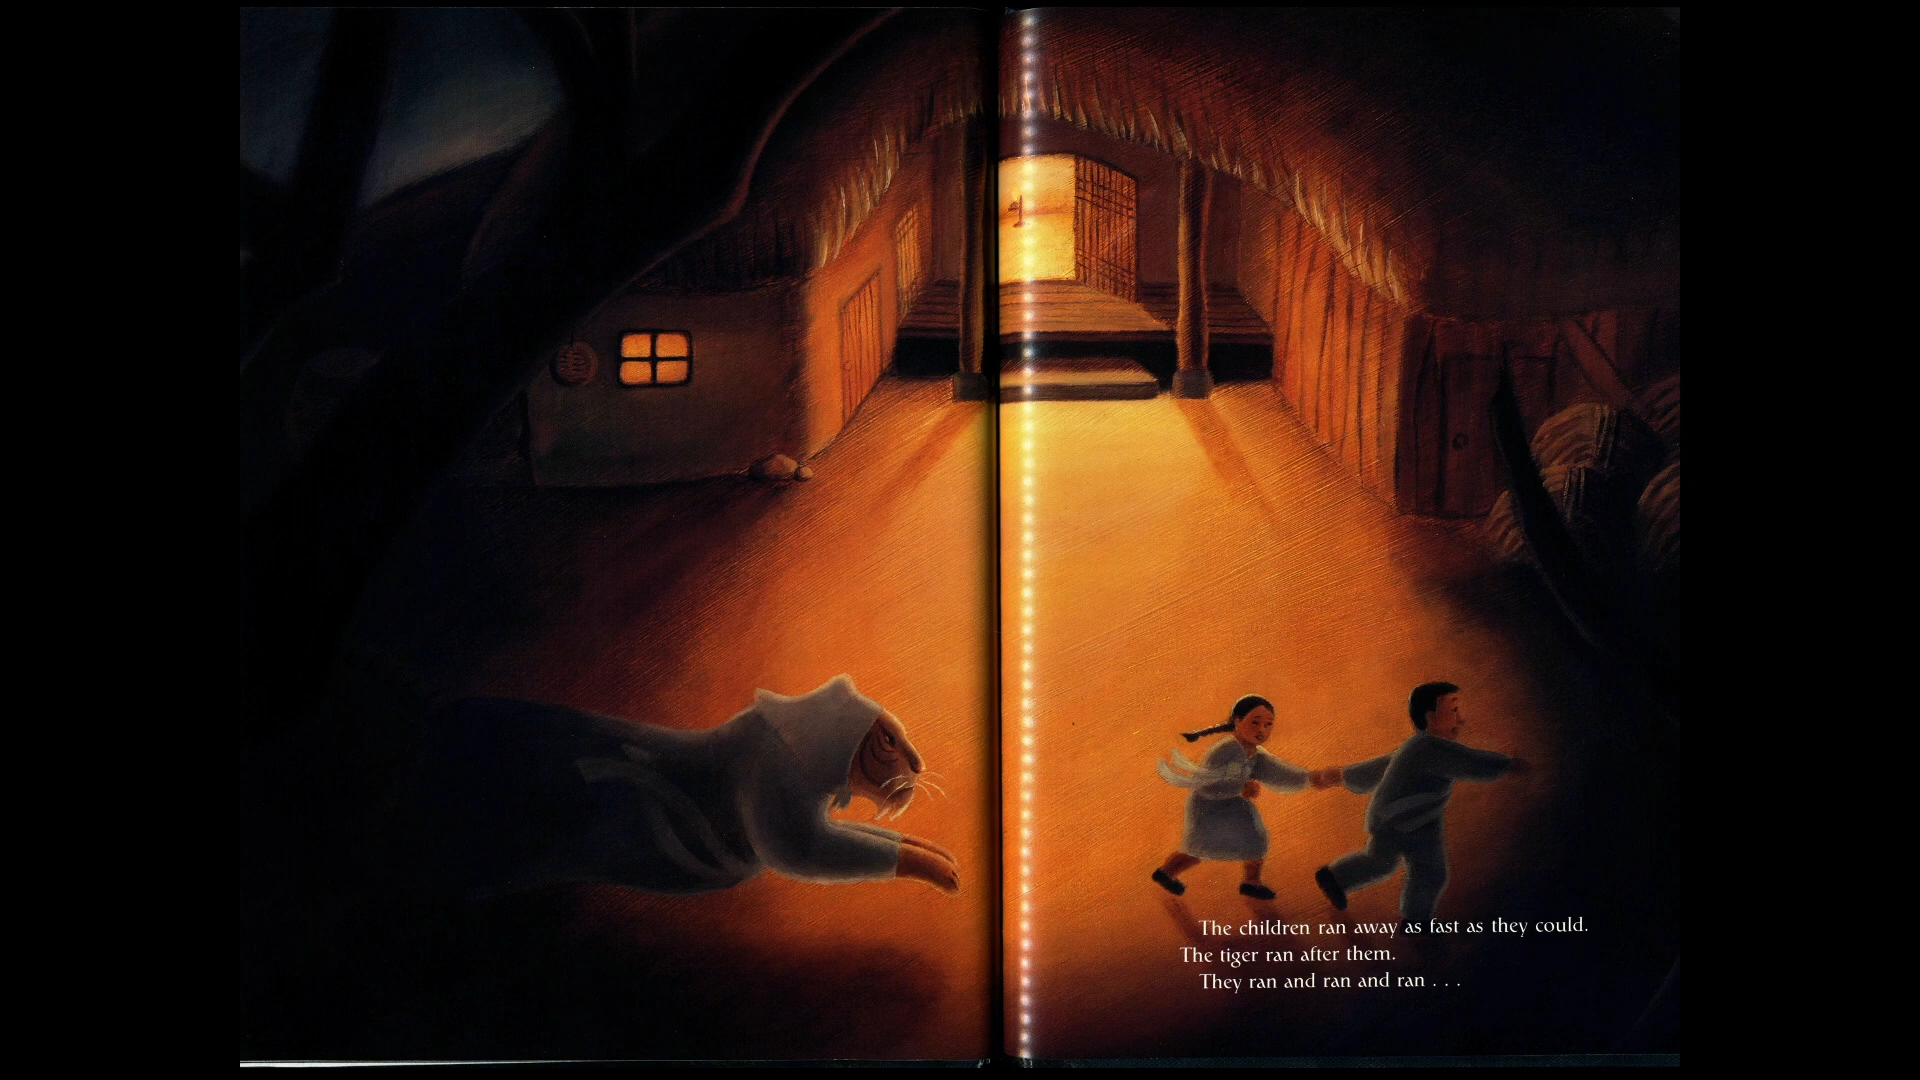 The children ran away as fast as they could.
The tiger ran after them.
They ran and ran and ran . . .